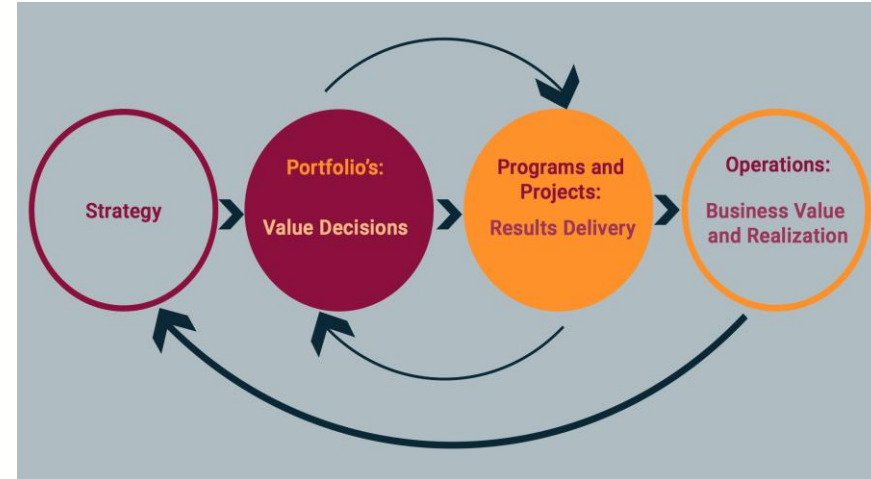 Strategy
Portfolio's:
Value Decisions
Programs and
Projects:
Results Delivery
Operations:
Business Value
and Realization